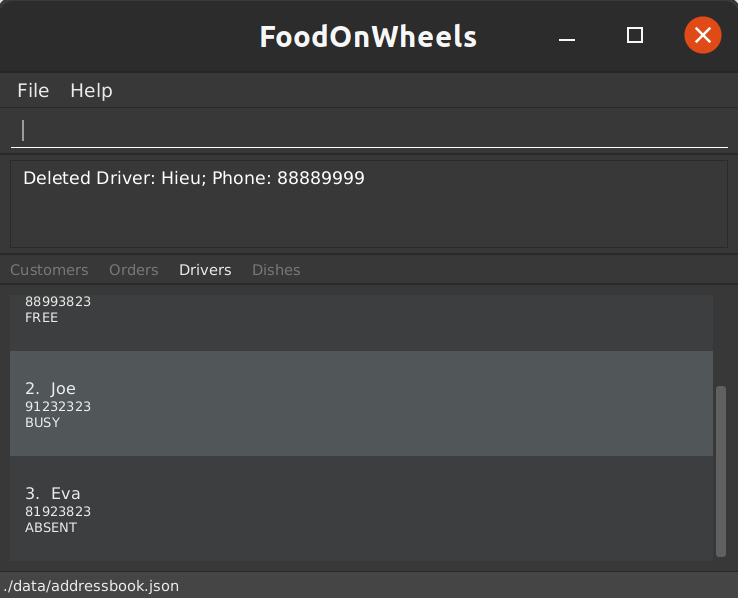 FoodOnWheels
File Help
Deleted Driver: Hieu; Phone: 88889999
Customers Orders Drivers Dishes
88993823
FREE
2. Joe
91232323
BUSY
3. Eva
81923823
ABSENT
./data/addressbook.json